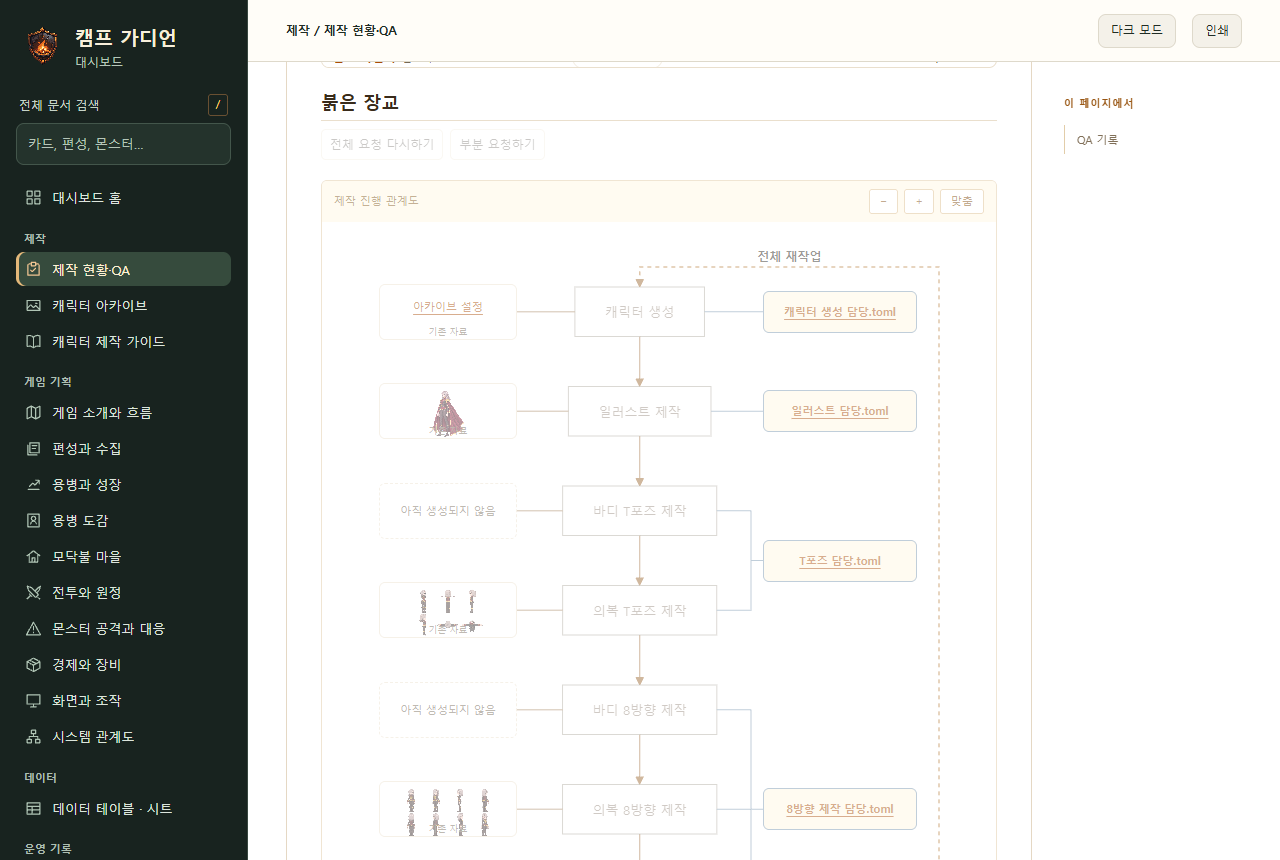 캠프 가디언
대시보드
전체 문서 검색
/
카드, 편성, 몬스터...
대시보드 홈
제작
제작 현황·QA
캐릭터 아카이브
캐릭터 제작 가이드
게임 기획
게임 소개와 흐름
편성과 수집
용병과 성장
용병 도감
모닥불 마을
전투와 원정
몬스터 공격과 대응
경제와 장비
화면과 조작
시스템 관계도
데이터
데이터 테이블 · 시트
운영 기록
제작 / 제작 현황·QA
다크 모드
인쇄
붉은 장교
전체 요청 다시하기
부분 요청하기
제작 진행 관계도
−
+
맞춤
전체 재작업
아카이브 설정
기존 자료
캐릭터 생성
캐릭터 생성 담당.toml
기존 자료
일러스트 제작
일러스트 담당.toml
아직 생성되지 않음
바디 T포즈 제작
T포즈 담당.toml
기존 자료
의복 T포즈 제작
아직 생성되지 않음
바디 8방향 제작
기존 자료
의복 8방향 제작
8방향 제작 담당.toml
이 페이지에서
QA 기록